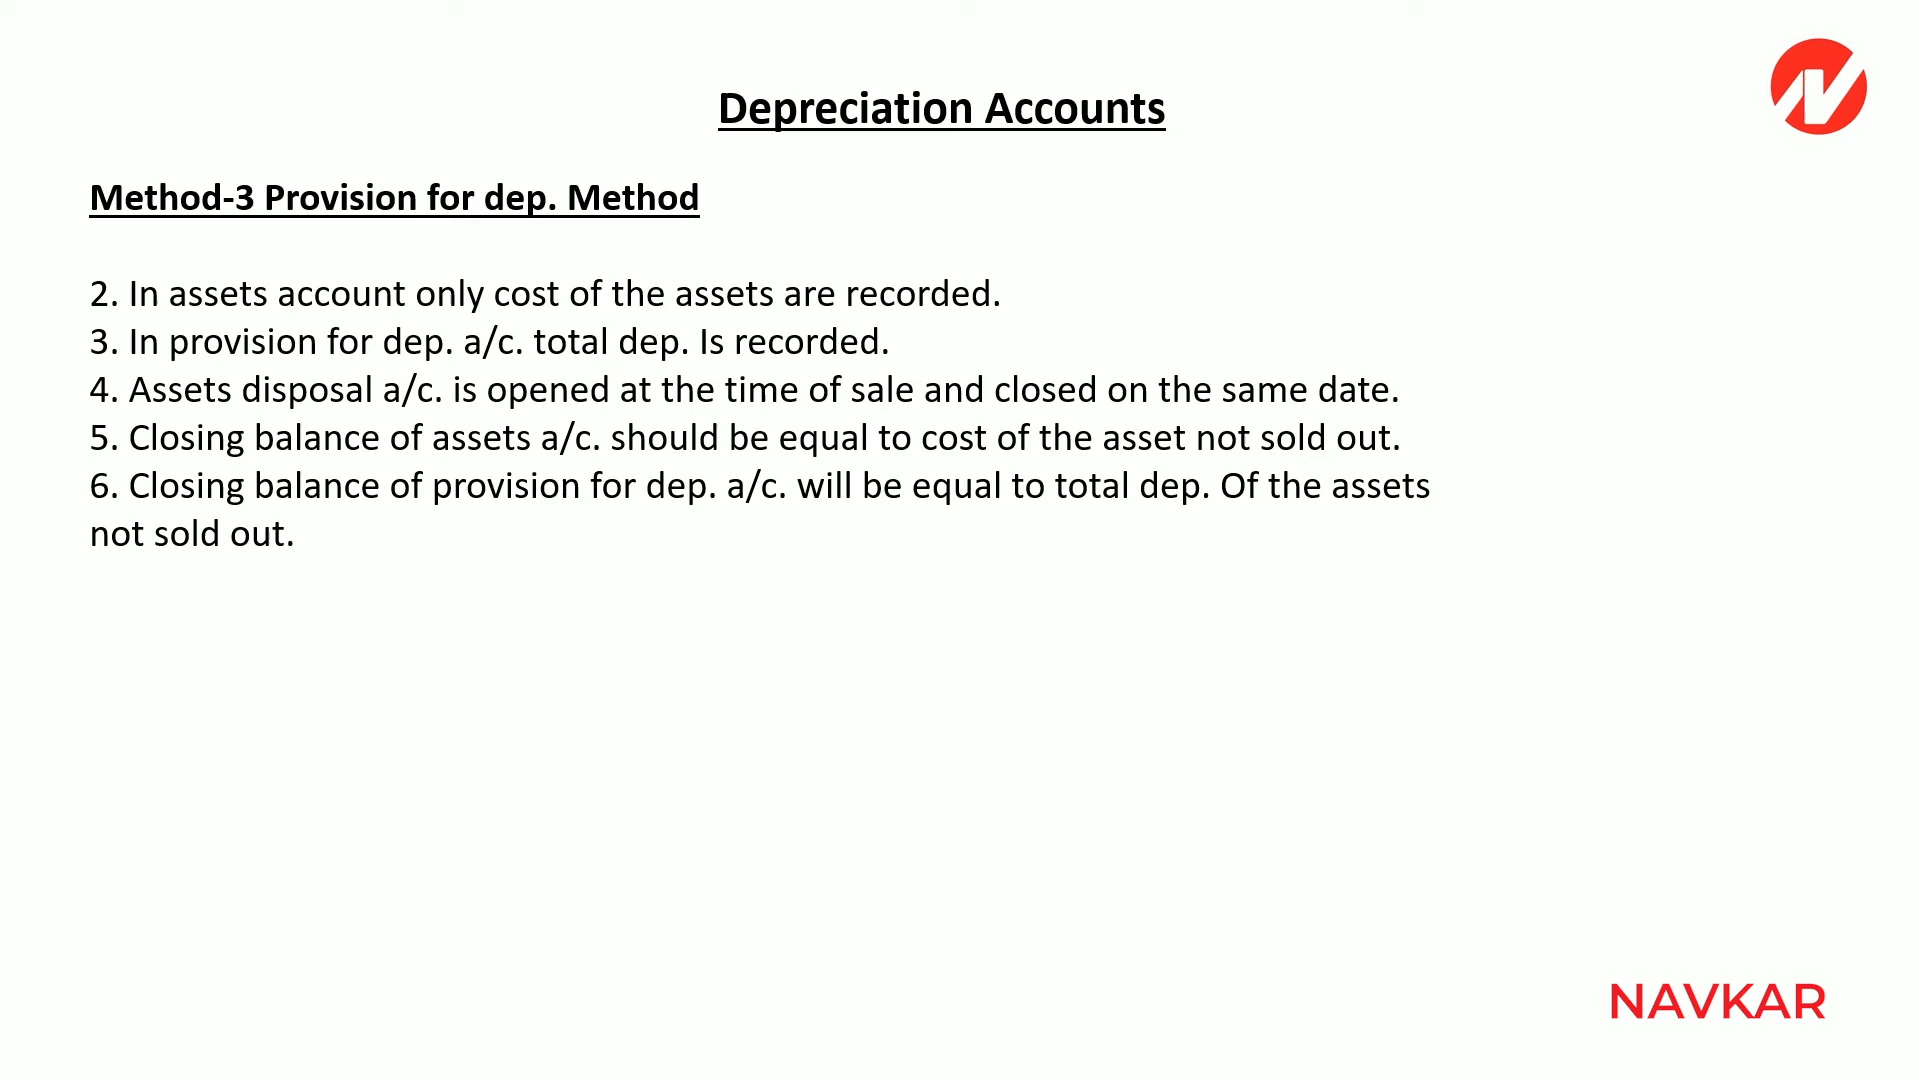 Depreciation Accounts
Method-3 Provision for dep. Method
2. In assets account only cost of the assets are recorded.
3. In provision for dep. a/c. total dep. Is recorded.
4. Assets disposal a/c. is opened at the time of sale and closed on the same date.
5. Closing balance of assets a/c. should be equal to cost of the asset not sold out.
6. Closing balance of provision for dep. a/c. will be equal to total dep. Of the assets
not sold out.
NAVKAR